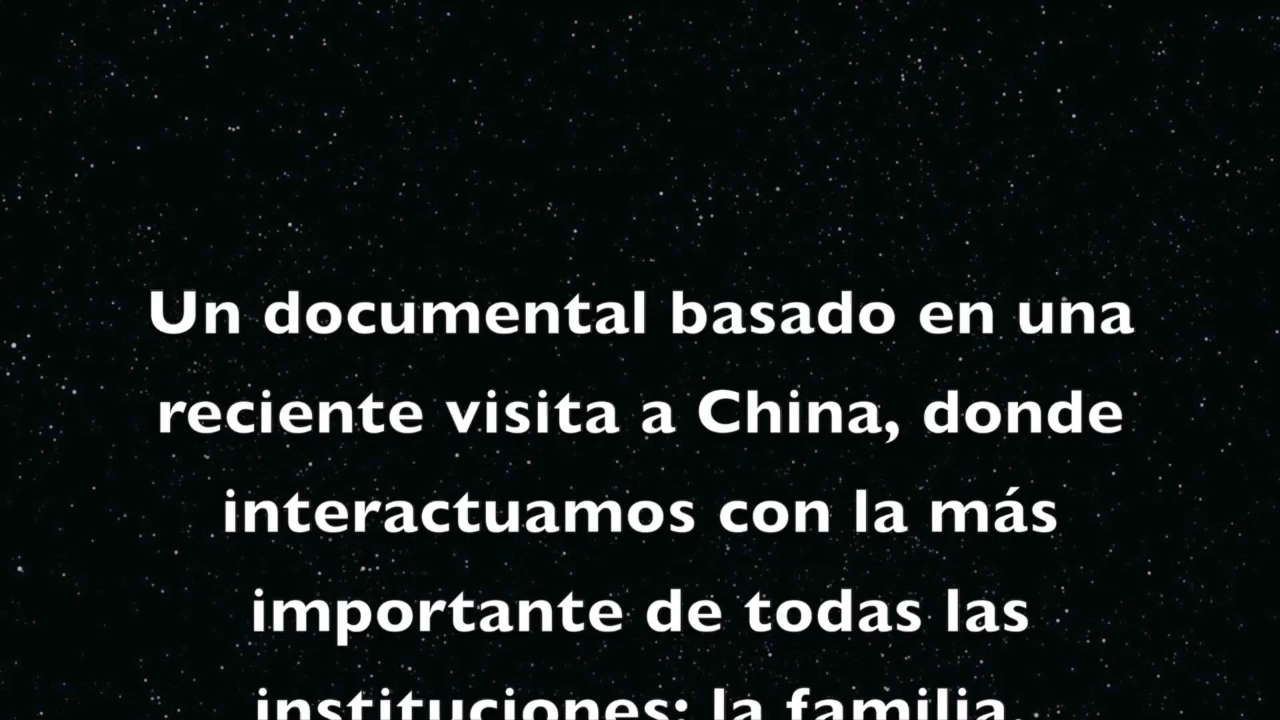 Un documental basado en una
reciente visita a China, donde
interactuamos con la más
importante de todas las
instituciones: la familia.